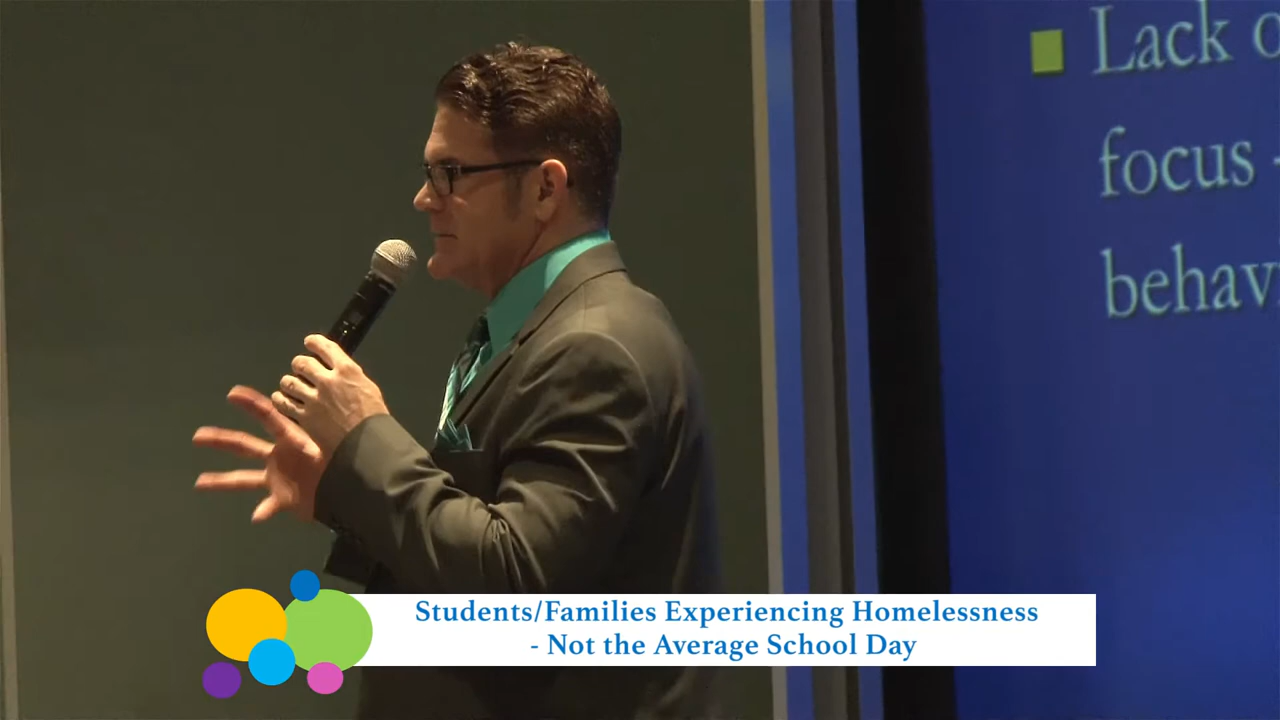 Lack
focus -
Students/Families Experiencing Homelessness
- Not the Average School Day